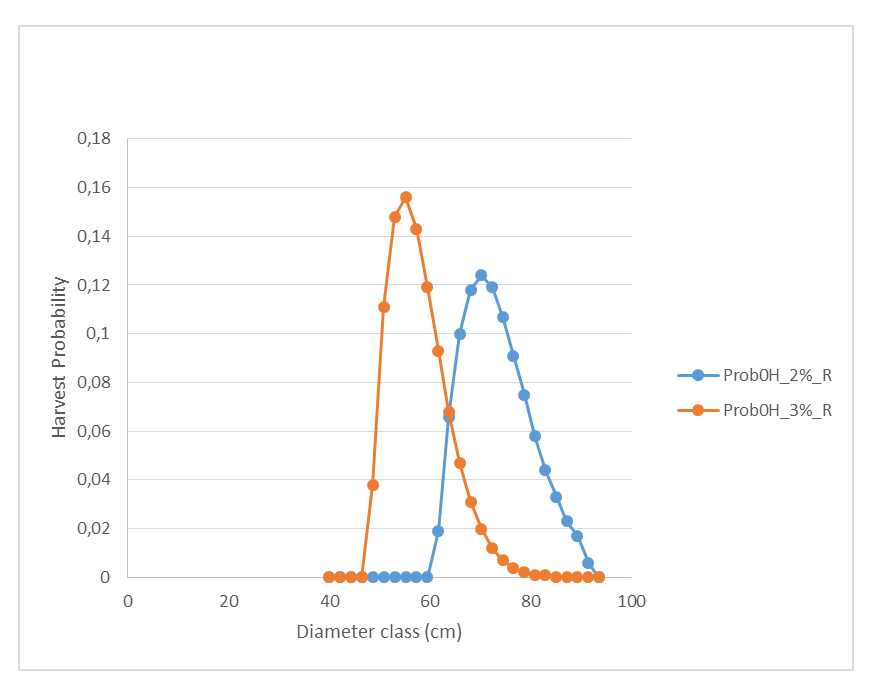 0,18
0,16
0,14
0,12
0,1
0,08
0,06
0,04
0,02
0
Harvest Probability
0 20 40 60 80 100
Diameter class (cm)
Prob0H_2%_R
Prob0H_3%_R